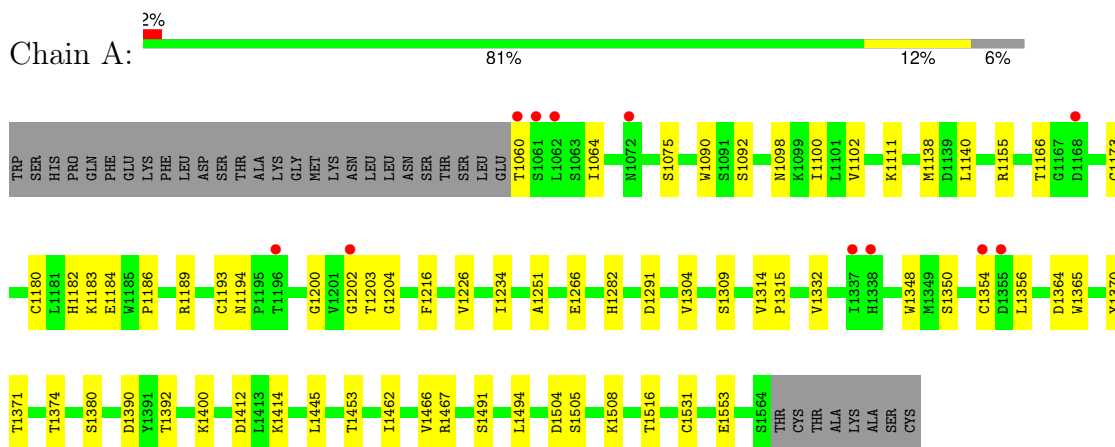 2%
Chain A:
81% 12% 6%
TRP SER HIS PRO GLN PHE GLU LYS PHE LEU ASP SER THR ALA LYS GLY MET LYS ASN LEU LEU ASN SER THR SER LEU GLU T1060 S1061 L1062 S1063 I1064 N1072 S1075 W1090 S1091 S1092 N1098 K1099 I1100 L1101 V1102 K1111 M1138 D1139 L1140 R1155 T1166 G1167 D1168 C1173
C1180 L1181 H1182 K1183 E1184 W1185 P1186 R1189 C1193 N1194 P1195 T1196 G1200 V1201 G1202 T1203 G1204 F1216 V1226 I1234 A1251 E1266 H1282 D1291 V1304 S1309 V1314 P1315 V1332 I1337 H1338 W1348 M1349 S1350 C1354 D1355 L1356 D1364 W1365
T1371 T1374 S1380 D1390 Y1391 T1392 K1400 D1412 L1413 K1414 L1445 T1453 I1462 V1466 R1467 S1491 L1494 D1504 S1505 K1508 T1516 C1531 E1553 S1564 THR CYS THR ALA LYS ALA SER CYS